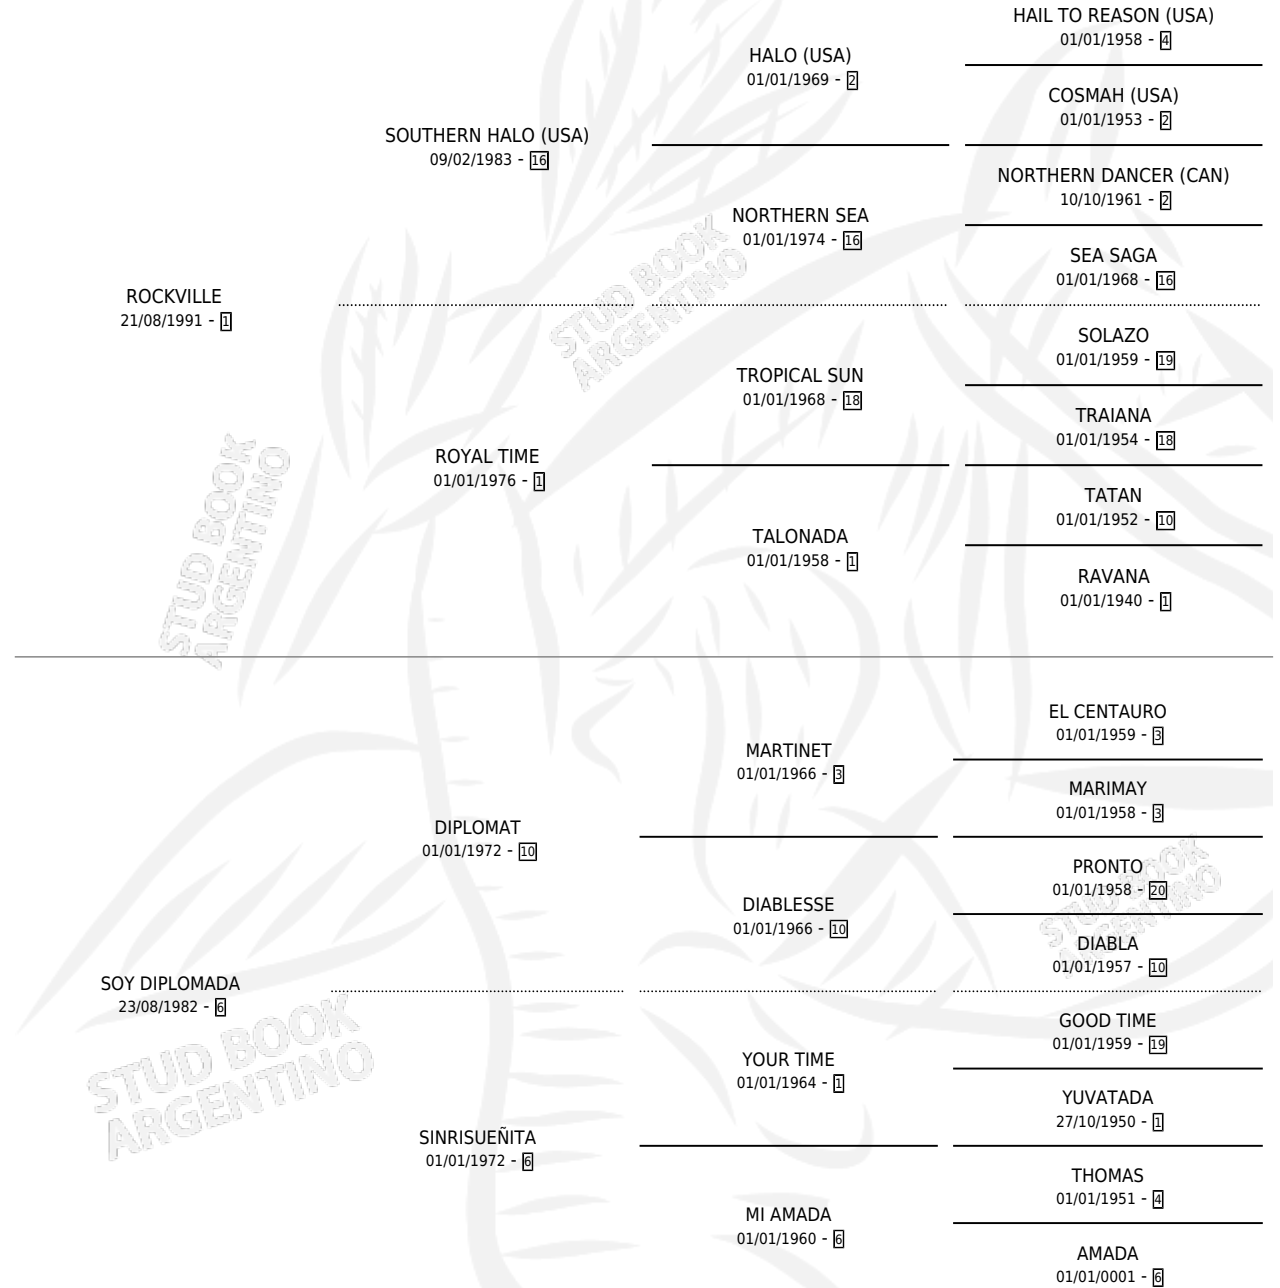 HAIL TO REASON (USA)
01/01/1958 - 4
HALO (USA)
01/01/1969 - 2
COSMAH (USA)
01/01/1953 - 2
SOUTHERN HALO (USA)
09/02/1983 - 16
NORTHERN DANCER (CAN)
10/10/1961 - 2
NORTHERN SEA
01/01/1974 - 16
SEA SAGA
01/01/1968 - 16
ROCKVILLE
21/08/1991 - 1
SOLAZO
01/01/1959 - 19
TROPICAL SUN
01/01/1968 - 18
TRAIANA
01/01/1954 - 18
ROYAL TIME
01/01/1976 - 1
TATAN
01/01/1952 - 10
TALONADA
01/01/1958 - 1
RAVANA
01/01/1940 - 1
EL CENTAURO
01/01/1959 - 3
MARTINET
01/01/1966 - 3
MARIMAY
01/01/1958 - 3
DIPLOMAT
01/01/1972 - 10
PRONTO
01/01/1958 - 20
DIABLESSE
01/01/1966 - 10
DIABLA
01/01/1957 - 10
SOY DIPLOMADA
23/08/1982 - 6
GOOD TIME
01/01/1959 - 19
YOUR TIME
01/01/1964 - 1
YUVATADA
27/10/1950 - 1
SINRISUEÑITA
01/01/1972 - 6
THOMAS
01/01/1951 - 4
MI AMADA
01/01/1960 - 6
AMADA
01/01/0001 - 6
STUD BOOK
ARGENTINO
STUD BOOK
ARGENTINO
STUD BOOK
ARGENTINO
STUD BOOK
ARGENTINO